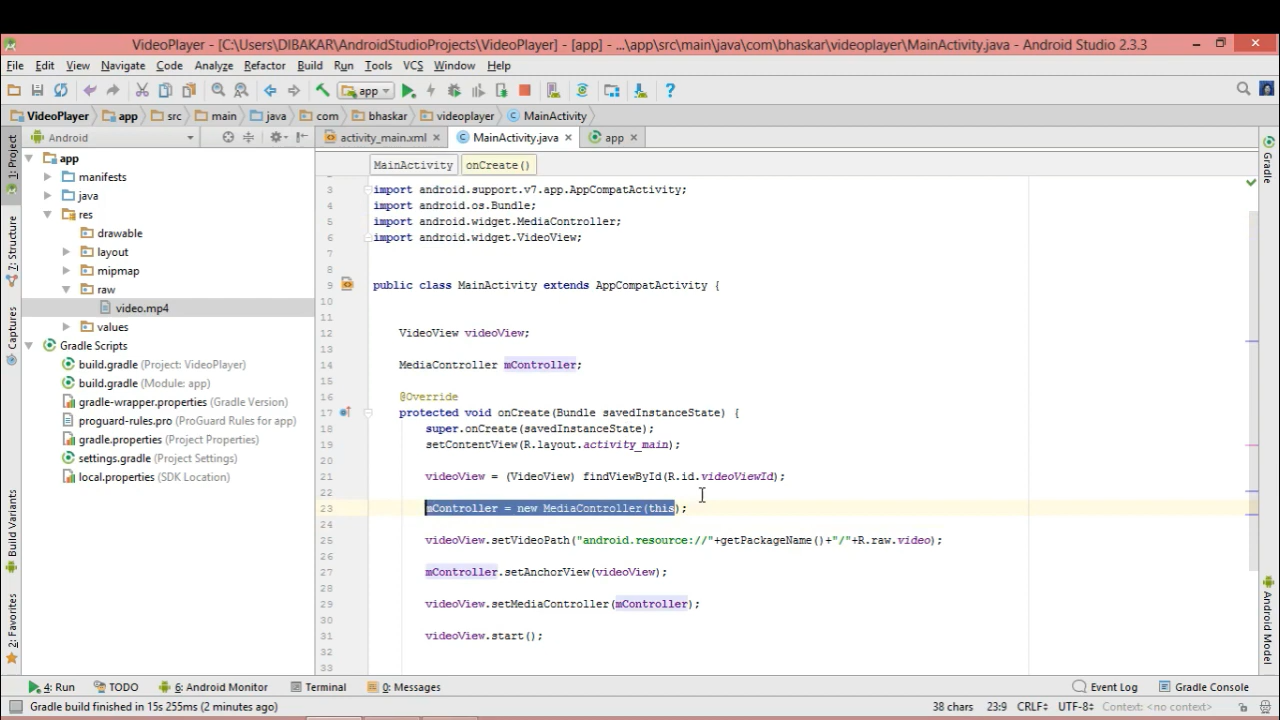 VideoPlayer - [C:\Users\DIBAKAR\AndroidStudioProjects\VideoPlayer] - [app] - ...\app\src\main\java\com\bhaskar\videoplayer\MainActivity.java - Android Studio 2.3.3
File Edit View Navigate Code Analyze Refactor Build Run Tools VCS Window Help
app
VideoPlayer app src main java com bhaskar videoplayer MainActivity
Android
activity_main.xml MainActivity.java app
MainActivity onCreate()
1: Project
7: Structure
Captures
Build Variants
2: Favorites
app
manifests
java
res
drawable
layout
mipmap
raw
video.mp4
values
Gradle Scripts
build.gradle (Project: VideoPlayer)
build.gradle (Module: app)
gradle-wrapper.properties (Gradle Version)
proguard-rules.pro (ProGuard Rules for app)
gradle.properties (Project Settings)
settings.gradle (Project Settings)
local.properties (SDK Location)
3 import android.support.v7.app.AppCompatActivity;
4 import android.os.Bundle;
5 import android.widget.MediaController;
6 import android.widget.VideoView;
7
8
9 public class MainActivity extends AppCompatActivity {
10
11
12 VideoView videoView;
13
14 MediaController mController;
15
16 @Override
17 protected void onCreate(Bundle savedInstanceState) {
18 super.onCreate(savedInstanceState);
19 setContentView(R.layout.activity_main);
20
21 videoView = (VideoView) findViewById(R.id.videoViewId);
22
23 mController = new MediaController(this);
24
25 videoView.setVideoPath("android.resource://"+getPackageName()+"/"+R.raw.video);
26
27 mController.setAnchorView(videoView);
28
29 videoView.setMediaController(mController);
30
31 videoView.start();
32
33
Gradle
Android Model
4: Run TODO 6: Android Monitor Terminal 0: Messages Event Log Gradle Console
Gradle build finished in 15s 255ms (2 minutes ago) 38 chars 23:9 CRLF÷ UTF-8÷ Context: <no context>